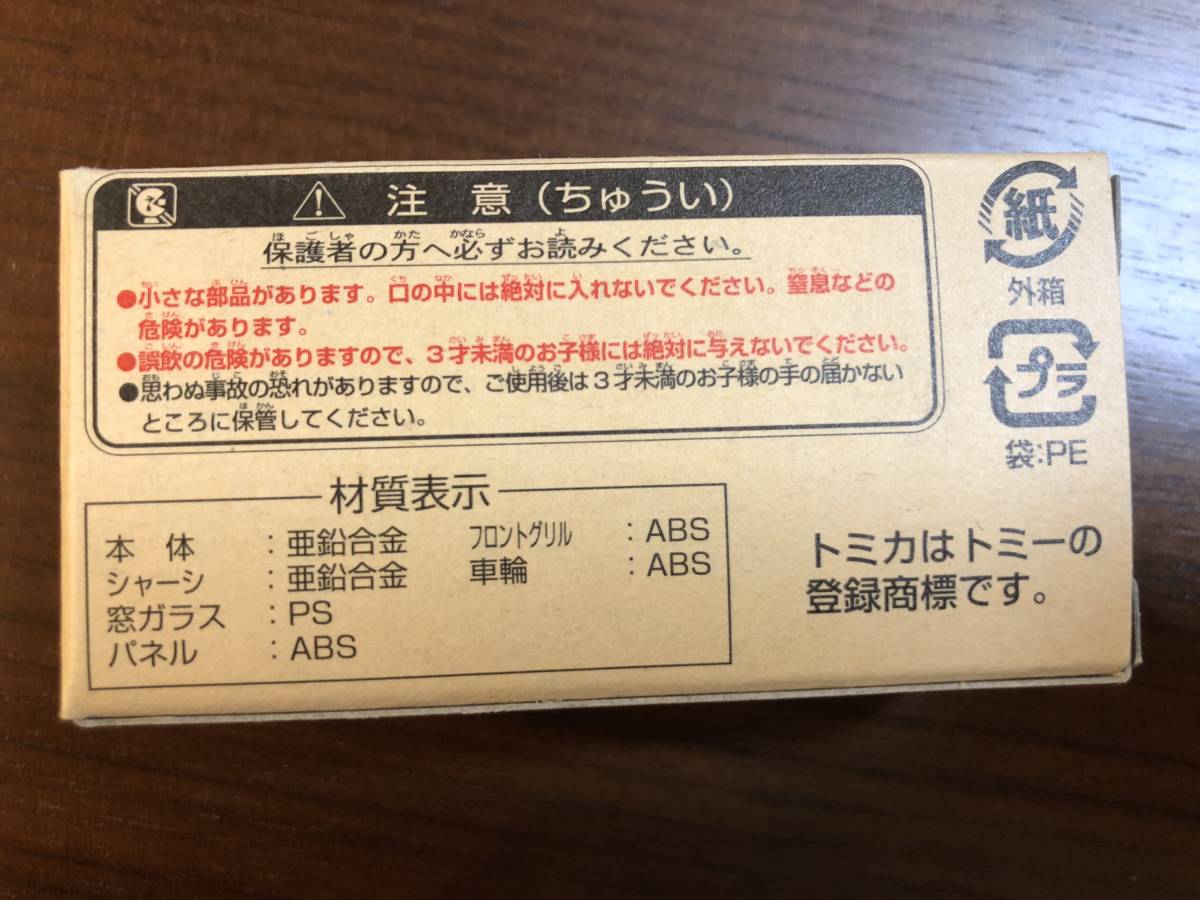 注 意（ちゅうい）
保護者の方へ必ずお読みください。
●小さな部品があります。口の中には絶対に入れないでください。窒息などの
危険があります。
●誤飲の危険がありますので、3才未満のお子様には絶対に与えないでください。
●思わぬ事故の恐れがありますので、ご使用後は3才未満のお子様の手の届かない
ところに保管してください。
紙
外箱
プラ
袋:PE
材質表示
本 体 :亜鉛合金 フロントグリル :ABS
シャーシ :亜鉛合金 車輪 :ABS
窓ガラス :PS
パネル :ABS
トミカはトミーの
登録商標です。